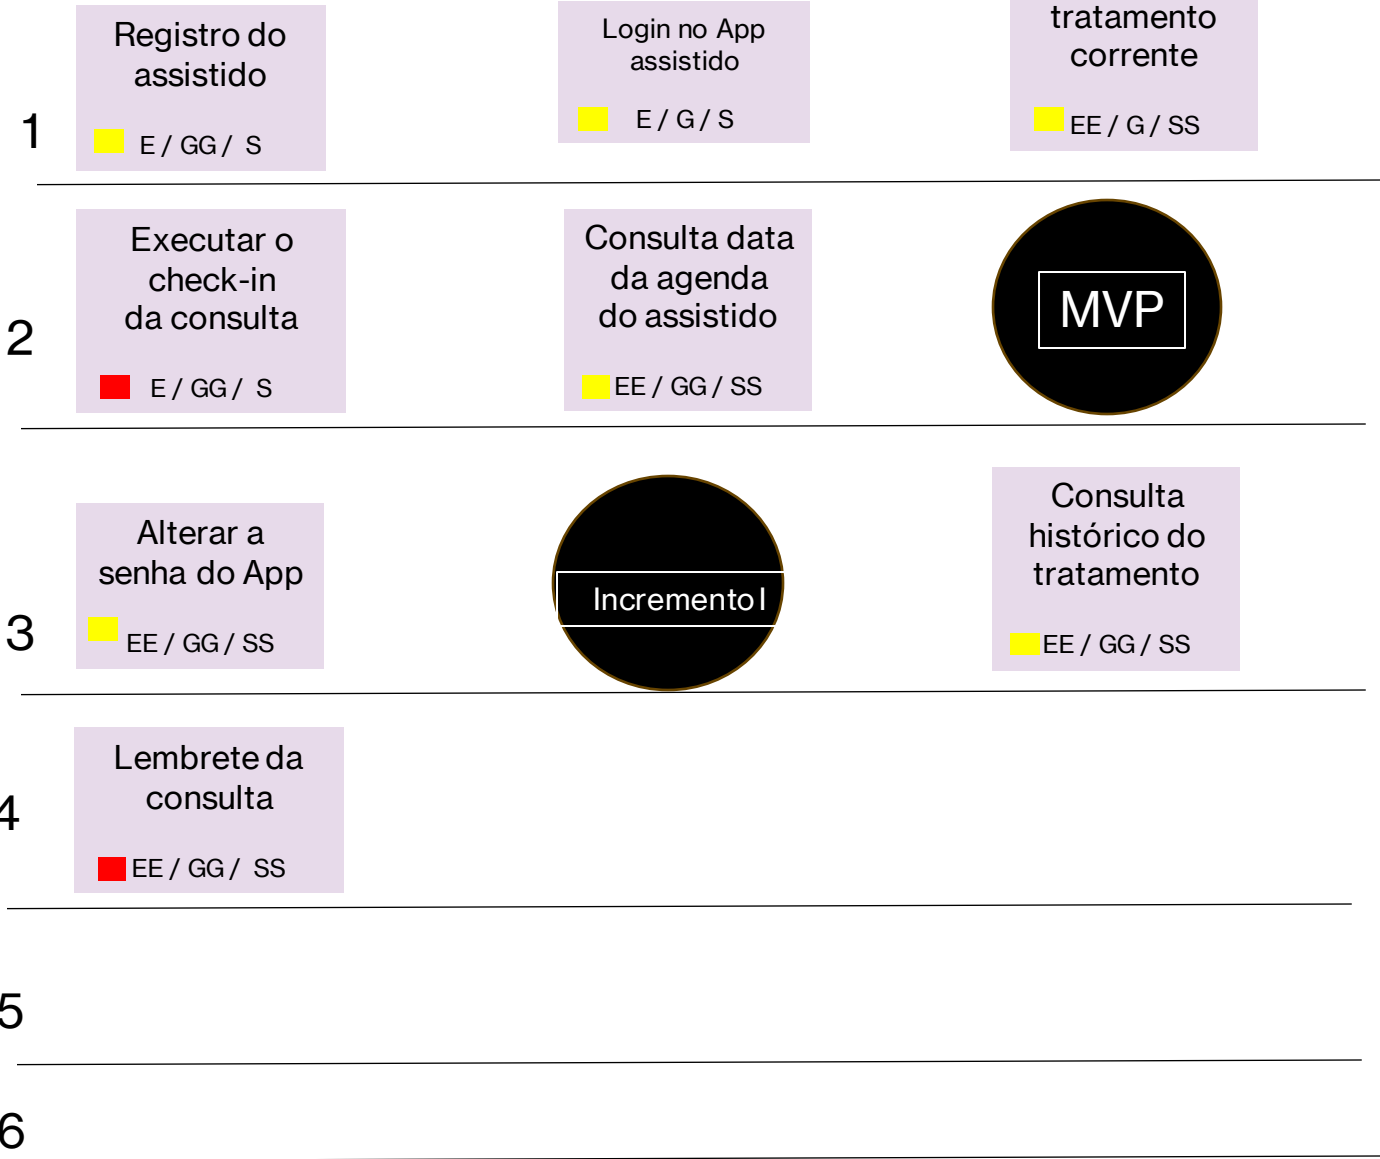 Registro do
assistido
E / GG / S
Login no App
assistido
E / G / S
tratamento
corrente
EE / G / SS
1
Executar o
check-in
da consulta
E / GG / S
Consulta data
da agenda
do assistido
EE / GG / SS
MVP
2
Alterar a
senha do App
EE / GG / SS
Incremento I
Consulta
histórico do
tratamento
EE / GG / SS
3
Lembrete da
consulta
EE / GG / SS
4
5
6